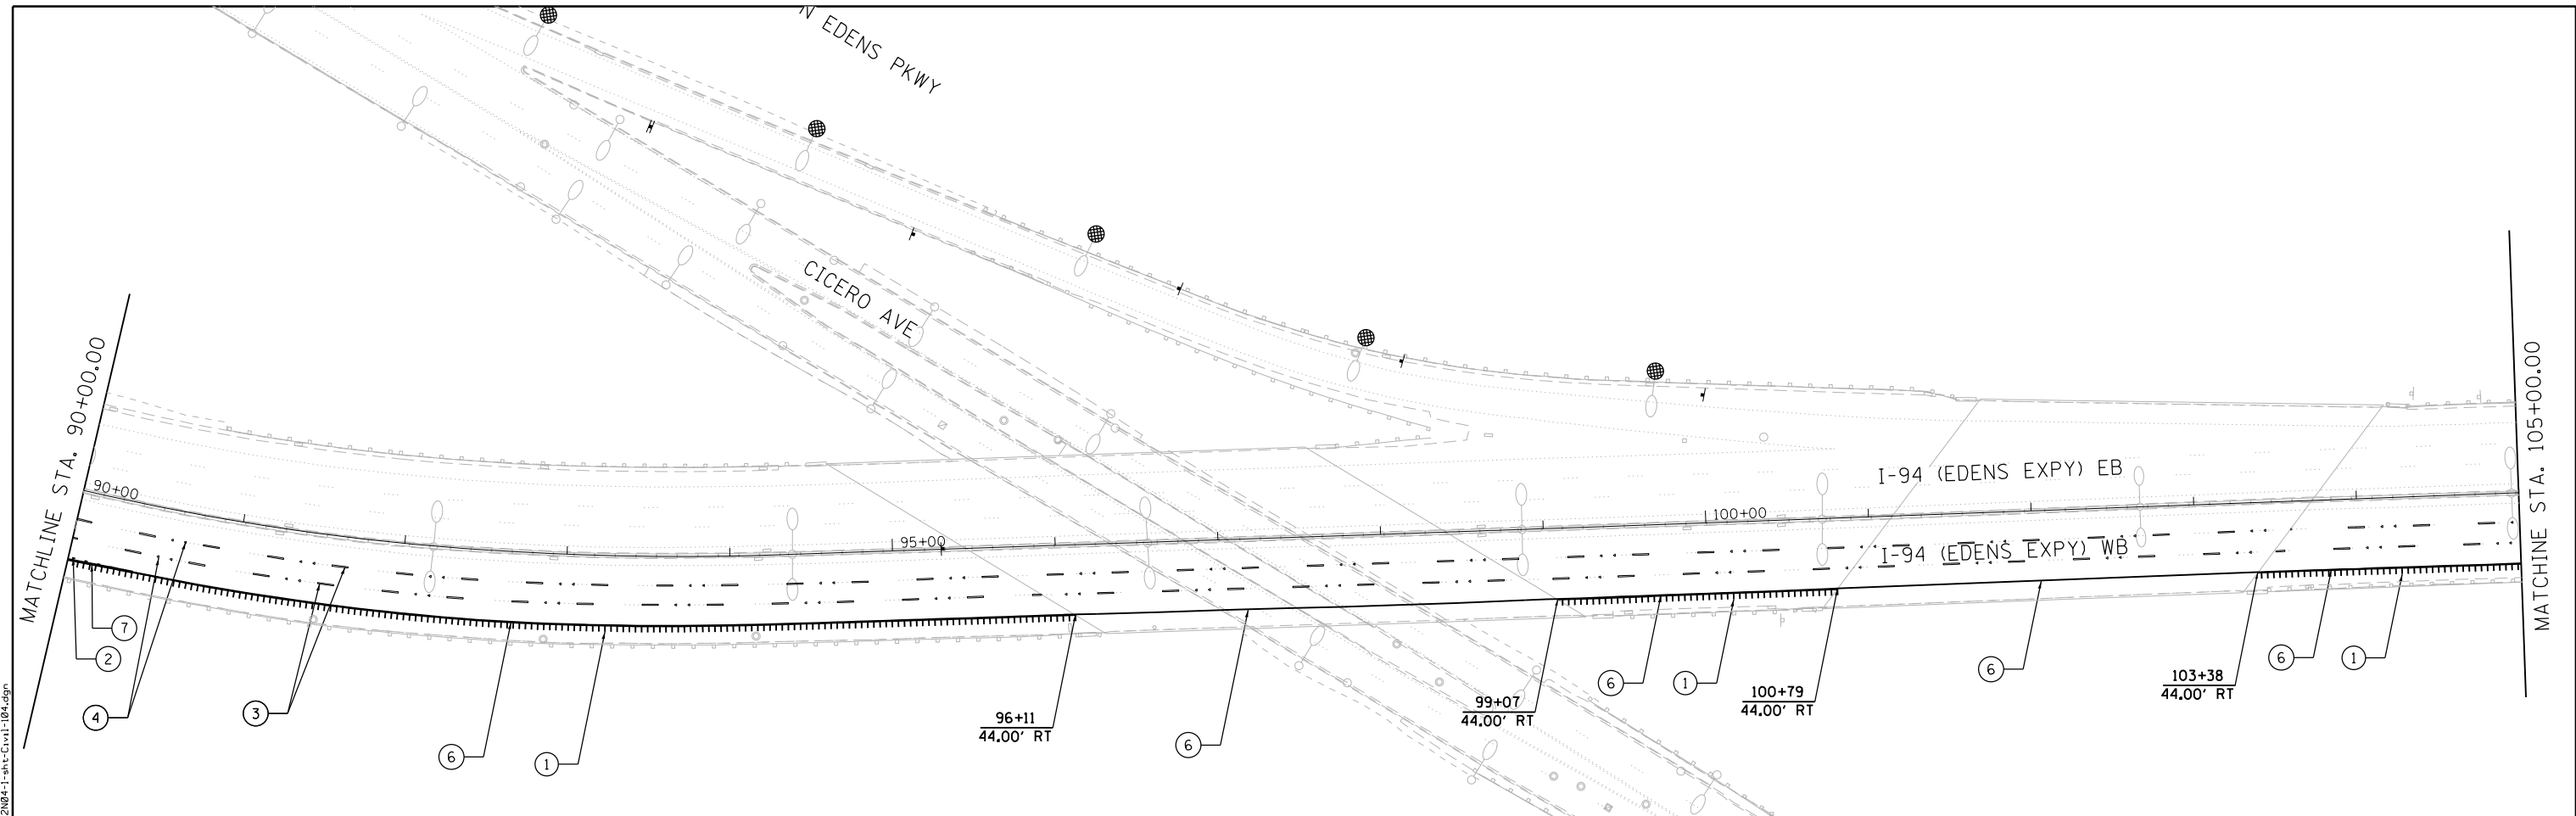 N EDENS PKWY
CICERO AVE
MATCHLINE STA. 90+00.00
90+00
95+00
100+00
I-94 (EDENS EXPY) EB
I-94 (EDENS EXPY) WB
MATCHINE STA. 105+00.00
7
2
4
3
6
1
96+11
44.00' RT
6
99+07
44.00' RT
6
1
100+79
44.00' RT
6
103+38
44.00' RT
6
1
2N04-1-sht-Civil-104.dgn